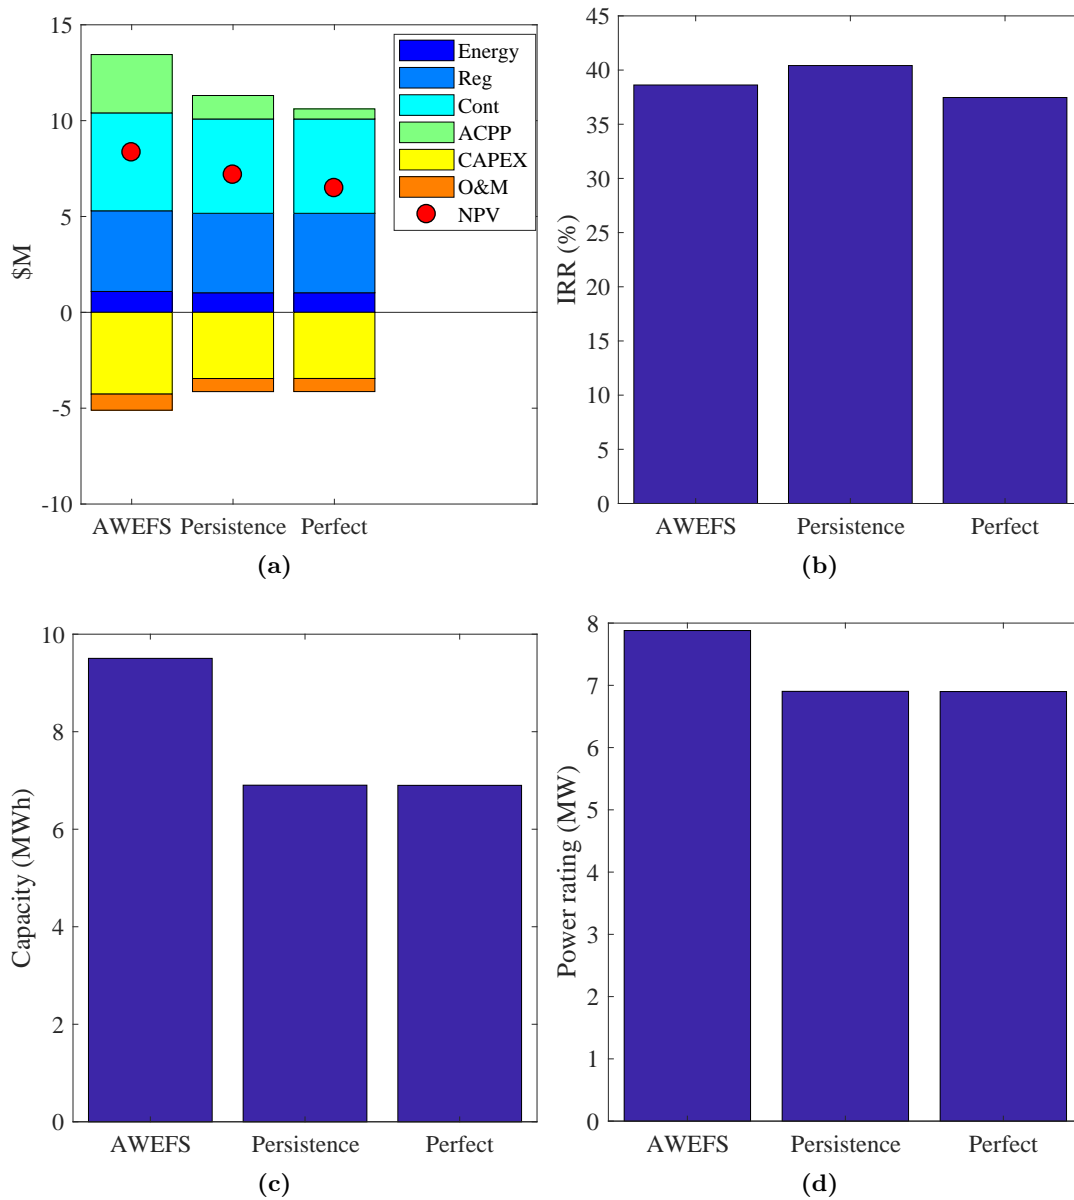 15
10
5
0
-5
-10
$M
Energy
Reg
Cont
ACPP
CAPEX
O&M
NPV
AWEFS Persistence Perfect
(a)
45
40
35
30
25
20
15
10
5
0
IRR (%)
AWEFS Persistence Perfect
(b)
10
8
6
4
2
0
Capacity (MWh)
AWEFS Persistence Perfect
(c)
8
7
6
5
4
3
2
1
0
Power rating (MW)
AWEFS Persistence Perfect
(d)